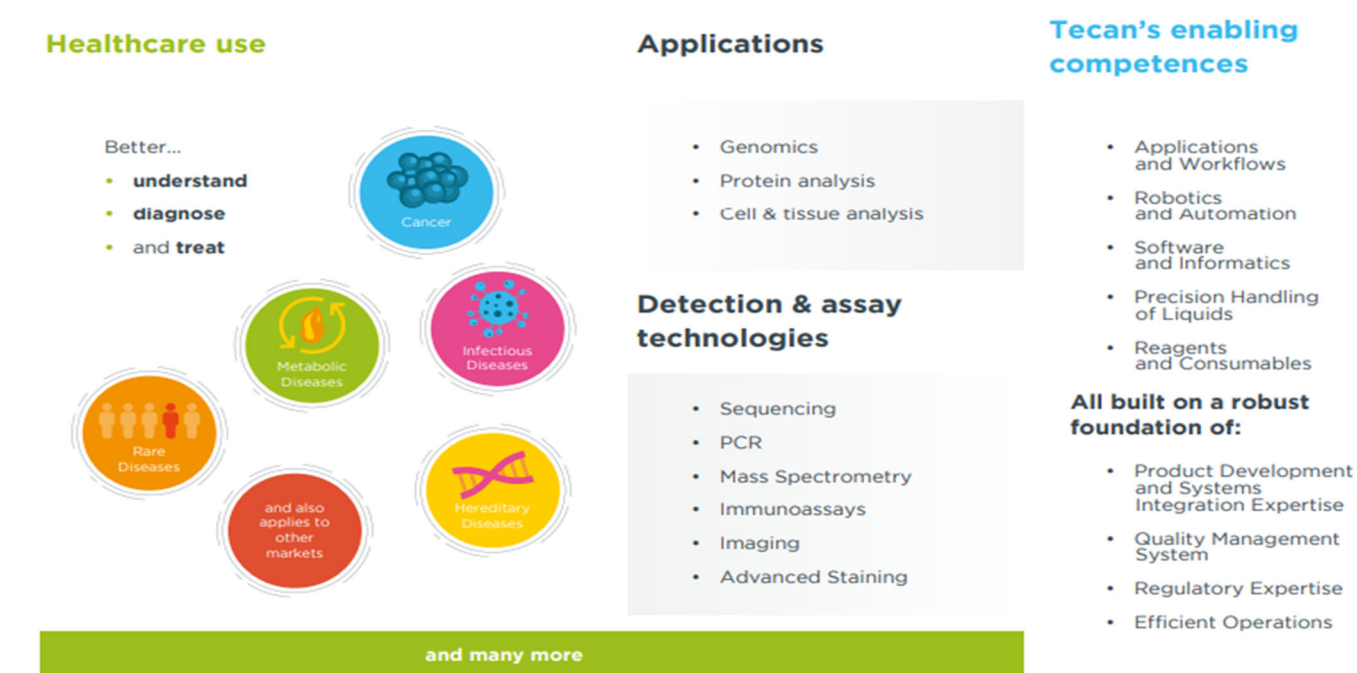 Healthcare use
Better...
• understand
• diagnose
• and treat
Cancer
Metabolic
Diseases
Infectious
Diseases
Rare
Diseases
and also
applies to
other
markets
Hereditary
Diseases
Applications
• Genomics
• Protein analysis
• Cell & tissue analysis
Detection & assay
technologies
• Sequencing
• PCR
• Mass Spectrometry
• Immunoassays
• Imaging
• Advanced Staining
and many more
Tecan's enabling
competences
• Applications
and Workflows
• Robotics
and Automation
• Software
and Informatics
• Precision Handling
of Liquids
• Reagents
and Consumables
All built on a robust
foundation of:
• Product Development
and Systems
Integration Expertise
• Quality Management
System
• Regulatory Expertise
• Efficient Operations